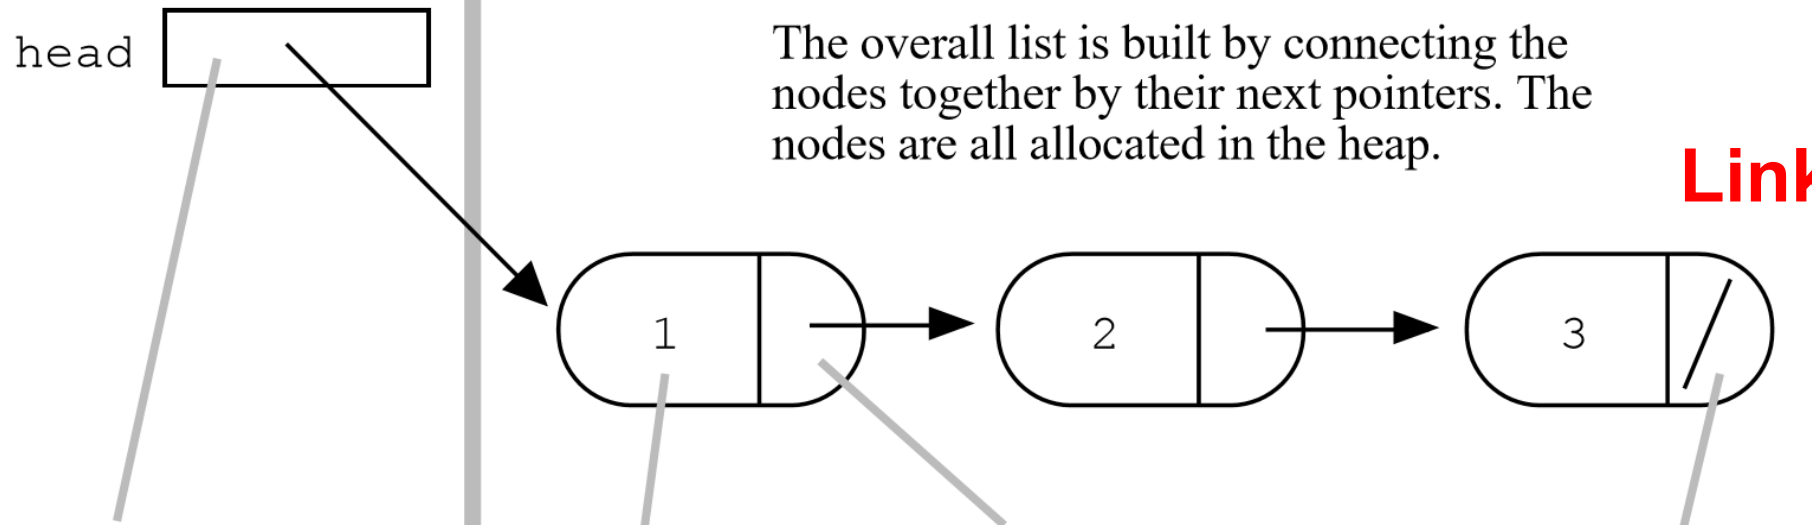 head
The overall list is built by connecting the
nodes together by their next pointers. The
nodes are all allocated in the heap.
Link
1
2
3